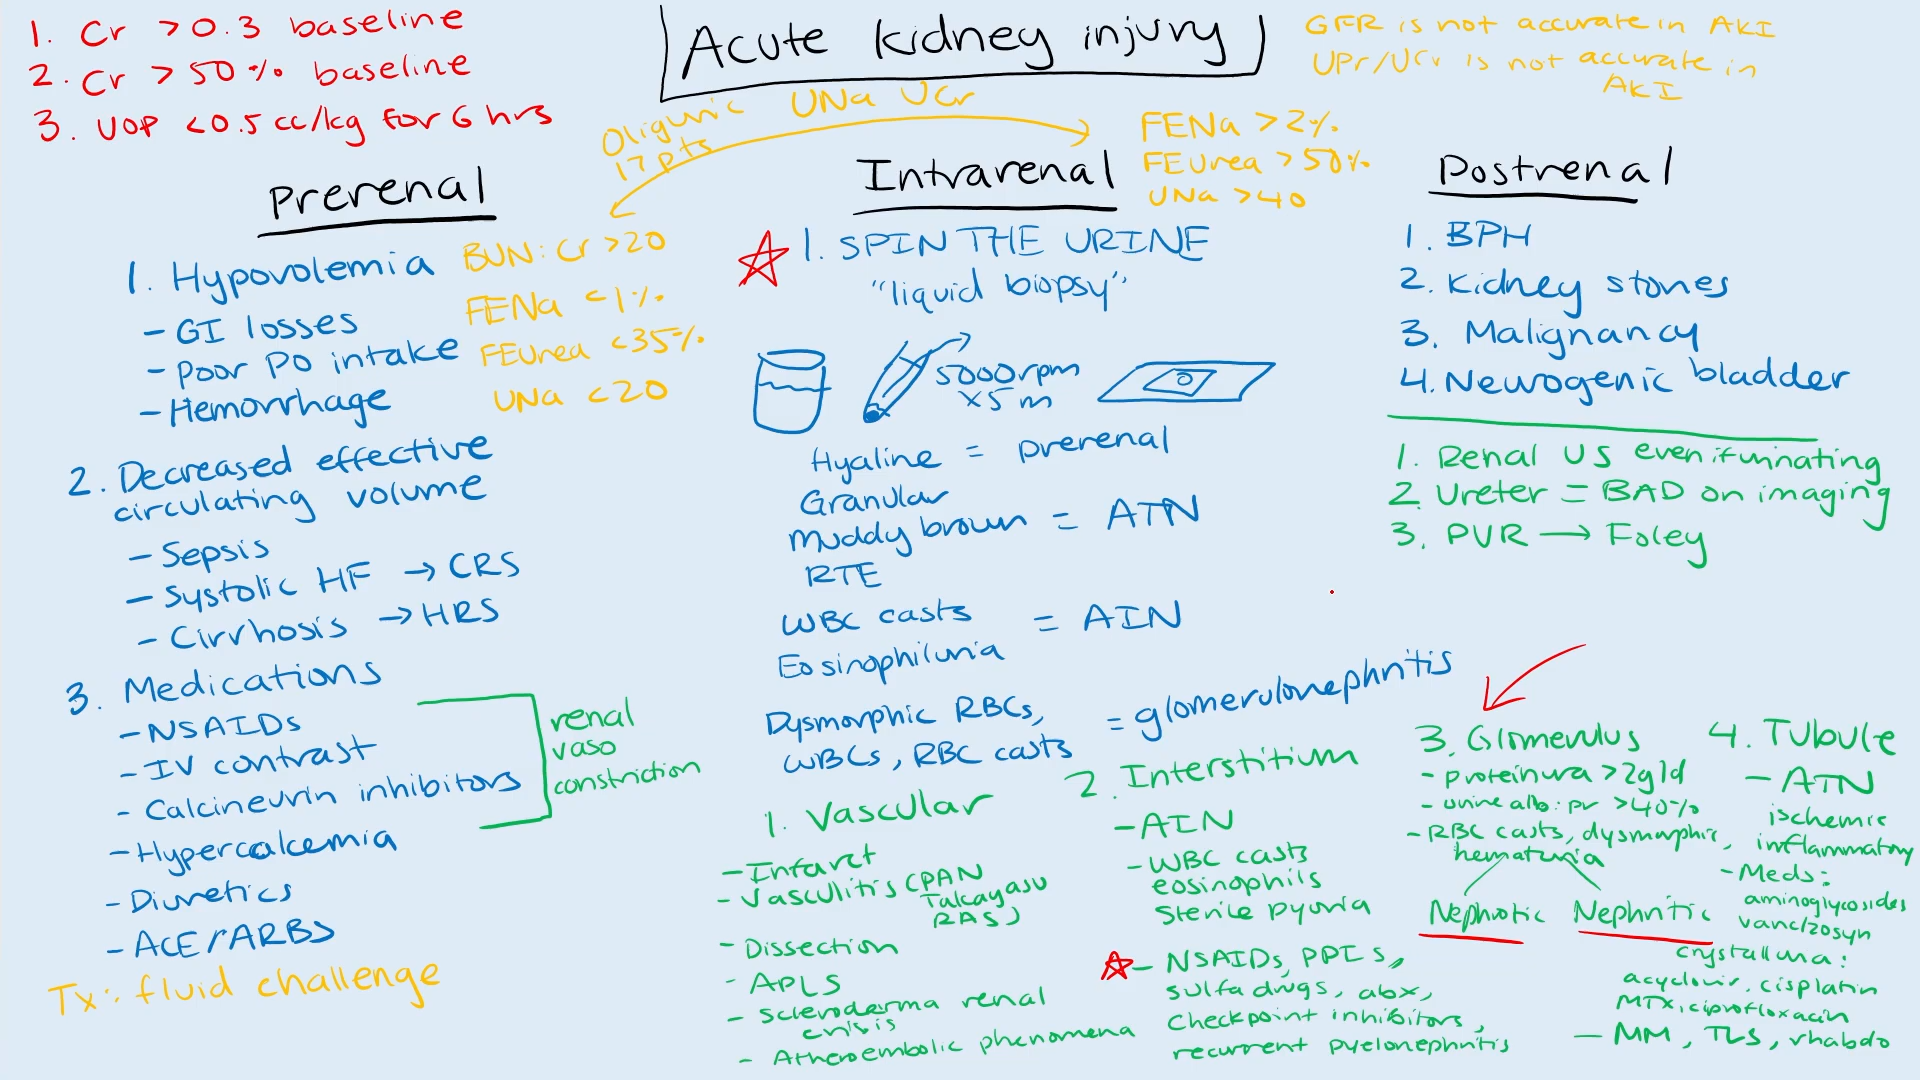 1. Cr >0.3 baseline
2. Cr >50% baseline
3. UOP <0.5 cc/kg for 6 hrs
Acute kidney injury
GFR is not accurate in AKI
UPr/UCr is not accurate in
AKI
Oliguric UNa UCr
17 pts
FENa >2%
FEUrea >50%
UNa >40
Prerenal
1. Hypovolemia
- GI losses
- Poor PO intake
- Hemorrhage
BUN:Cr >20
FENa <1%
FEUrea <35%
UNa <20
2. Decreased effective
circulating volume
- Sepsis
- Systolic HF → CRS
- Cirrhosis → HRS
3. Medications
- NSAIDs
- IV contrast
- Calcineurin inhibitors
- Hypercalcemia
- Diuretics
- ACE/ARBs
renal
vaso
constriction
Tx: fluid challenge
Intrarenal
1. SPIN THE URINE
"liquid biopsy"
5000rpm
x5m
Hyaline = prerenal
Granular
Muddy brown = ATN
RTE
WBC casts
Eosinophiluria = AIN
Dysmorphic RBCs,
WBCs, RBC casts = glomerulonephritis
1. Vascular
- Infarct
- Vasculitis (PAN
Takayasu
RAS)
- Dissection
- APLS
- Scleroderma renal
crisis
- Atheroembolic phenomena
2. Interstitium
- AIN
- WBC casts
eosinophils
Sterile pyuria
- NSAIDs, PPIs,
sulfa drugs, abx,
Checkpoint inhibitors,
recurrent pyelonephritis
Postrenal
1. BPH
2. Kidney stones
3. Malignancy
4. Neurogenic bladder
1. Renal US even if urinating
2 Ureter = BAD on imaging
3. PVR → Foley
3. Glomerulus
- proteinura >2g/d
- urine alb:pr >40%
- RBC casts, dysmorphic,
hematuria
Nephrotic Nephritic
4. Tubule
- ATN
ischemic
inflammatory
- Meds:
aminoglycosides
vanc/zosyn
crystalluria:
acyclovir, cisplatin
MTX, ciprofloxacin
- MM, TLS, rhabdo